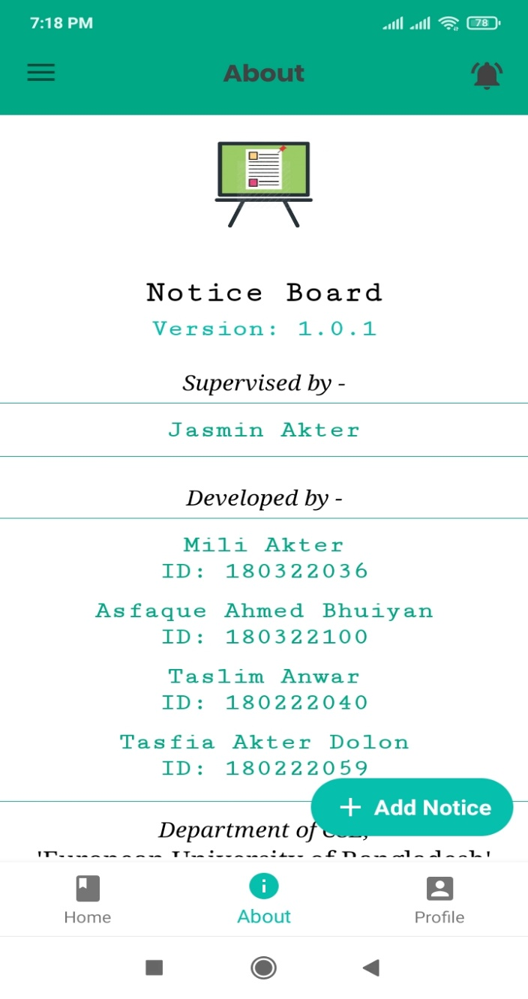 7:18 PM
78
About
Notice Board
Version: 1.0.1
Supervised by -
Jasmin Akter
Developed by -
Mili Akter
ID: 180322036
Asfaque Ahmed Bhuiyan
ID: 180322100
Taslim Anwar
ID: 180222040
Tasfia Akter Dolon
ID: 180222059
+ Add Notice
Department of CSE,
'European University of Bangladesh'
Home
About
Profile